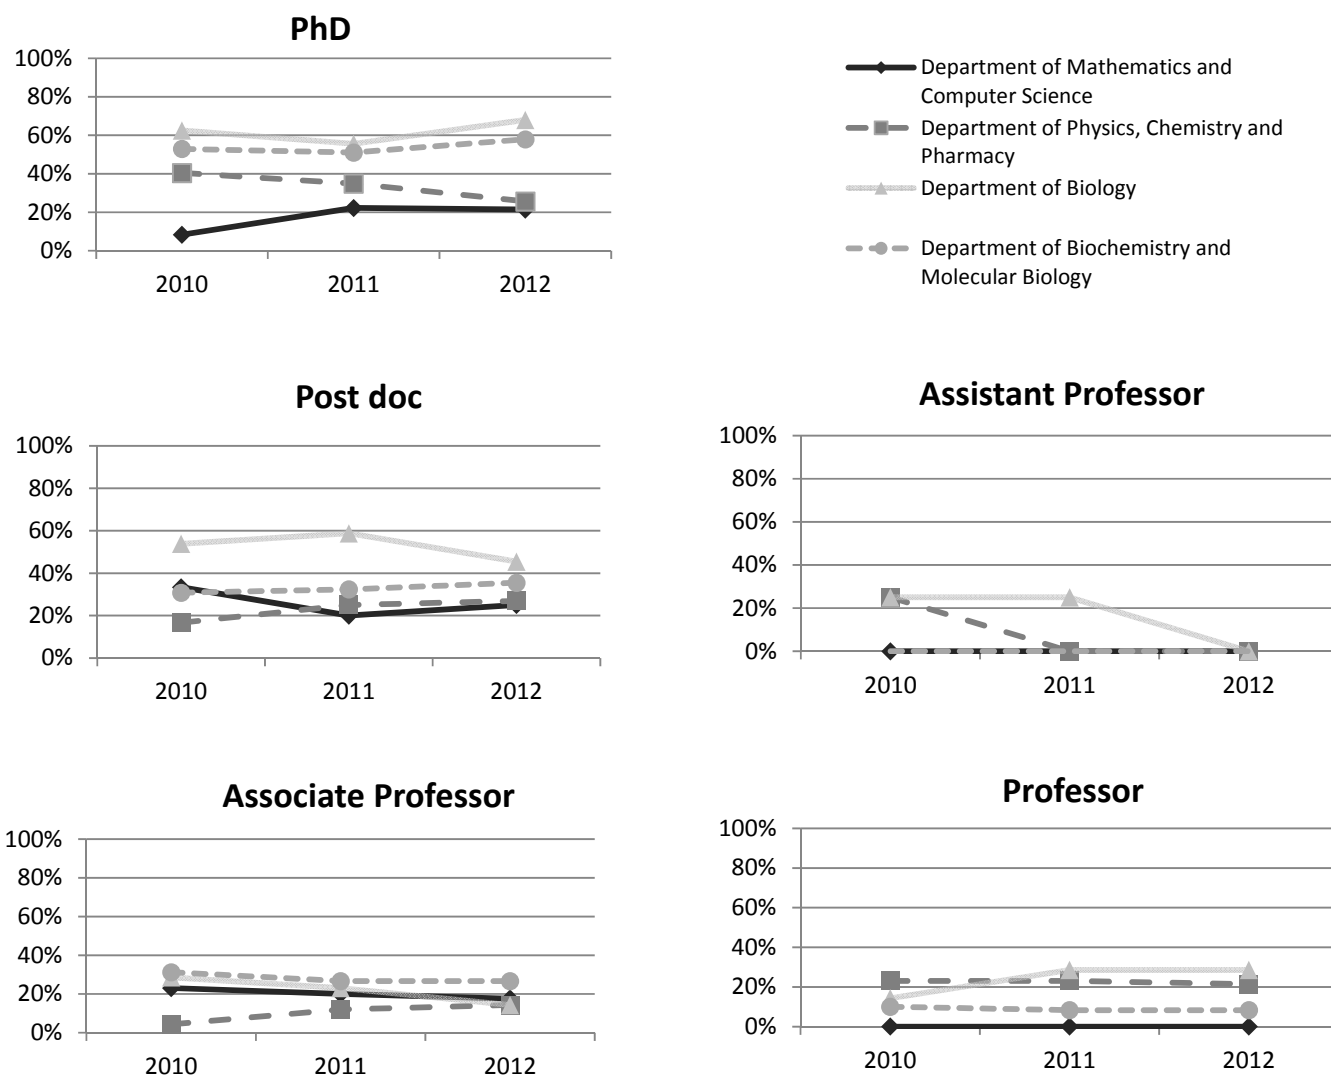 PhD
100%
80%
60%
40%
20%
0%
2010 2011 2012
Department of Mathematics and
Computer Science
Department of Physics, Chemistry and
Pharmacy
Department of Biology
Department of Biochemistry and
Molecular Biology
Post doc
100%
80%
60%
40%
20%
0%
2010 2011 2012
Assistant Professor
100%
80%
60%
40%
20%
0%
2010 2011 2012
Associate Professor
100%
80%
60%
40%
20%
0%
2010 2011 2012
Professor
100%
80%
60%
40%
20%
0%
2010 2011 2012